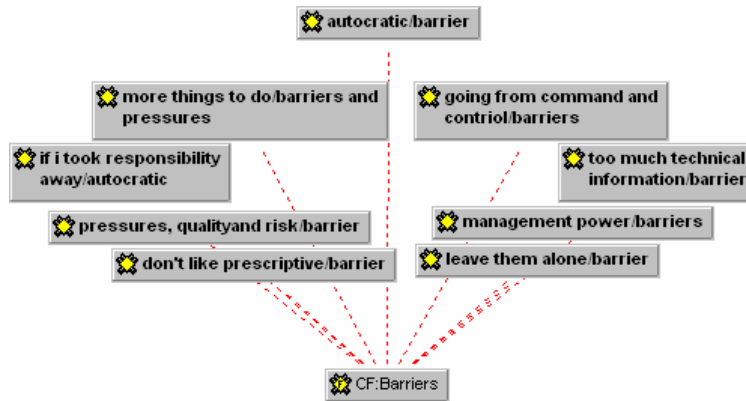 autocratic/barrier
more things to do/barriers and
pressures
going from command and
contriol/barriers
if i took responsibility
away/autocratic
too much technical
information/barrier
pressures, qualityand risk/barrier
management power/barriers
don't like prescriptive/barrier
leave them alone/barrier
CF:Barriers